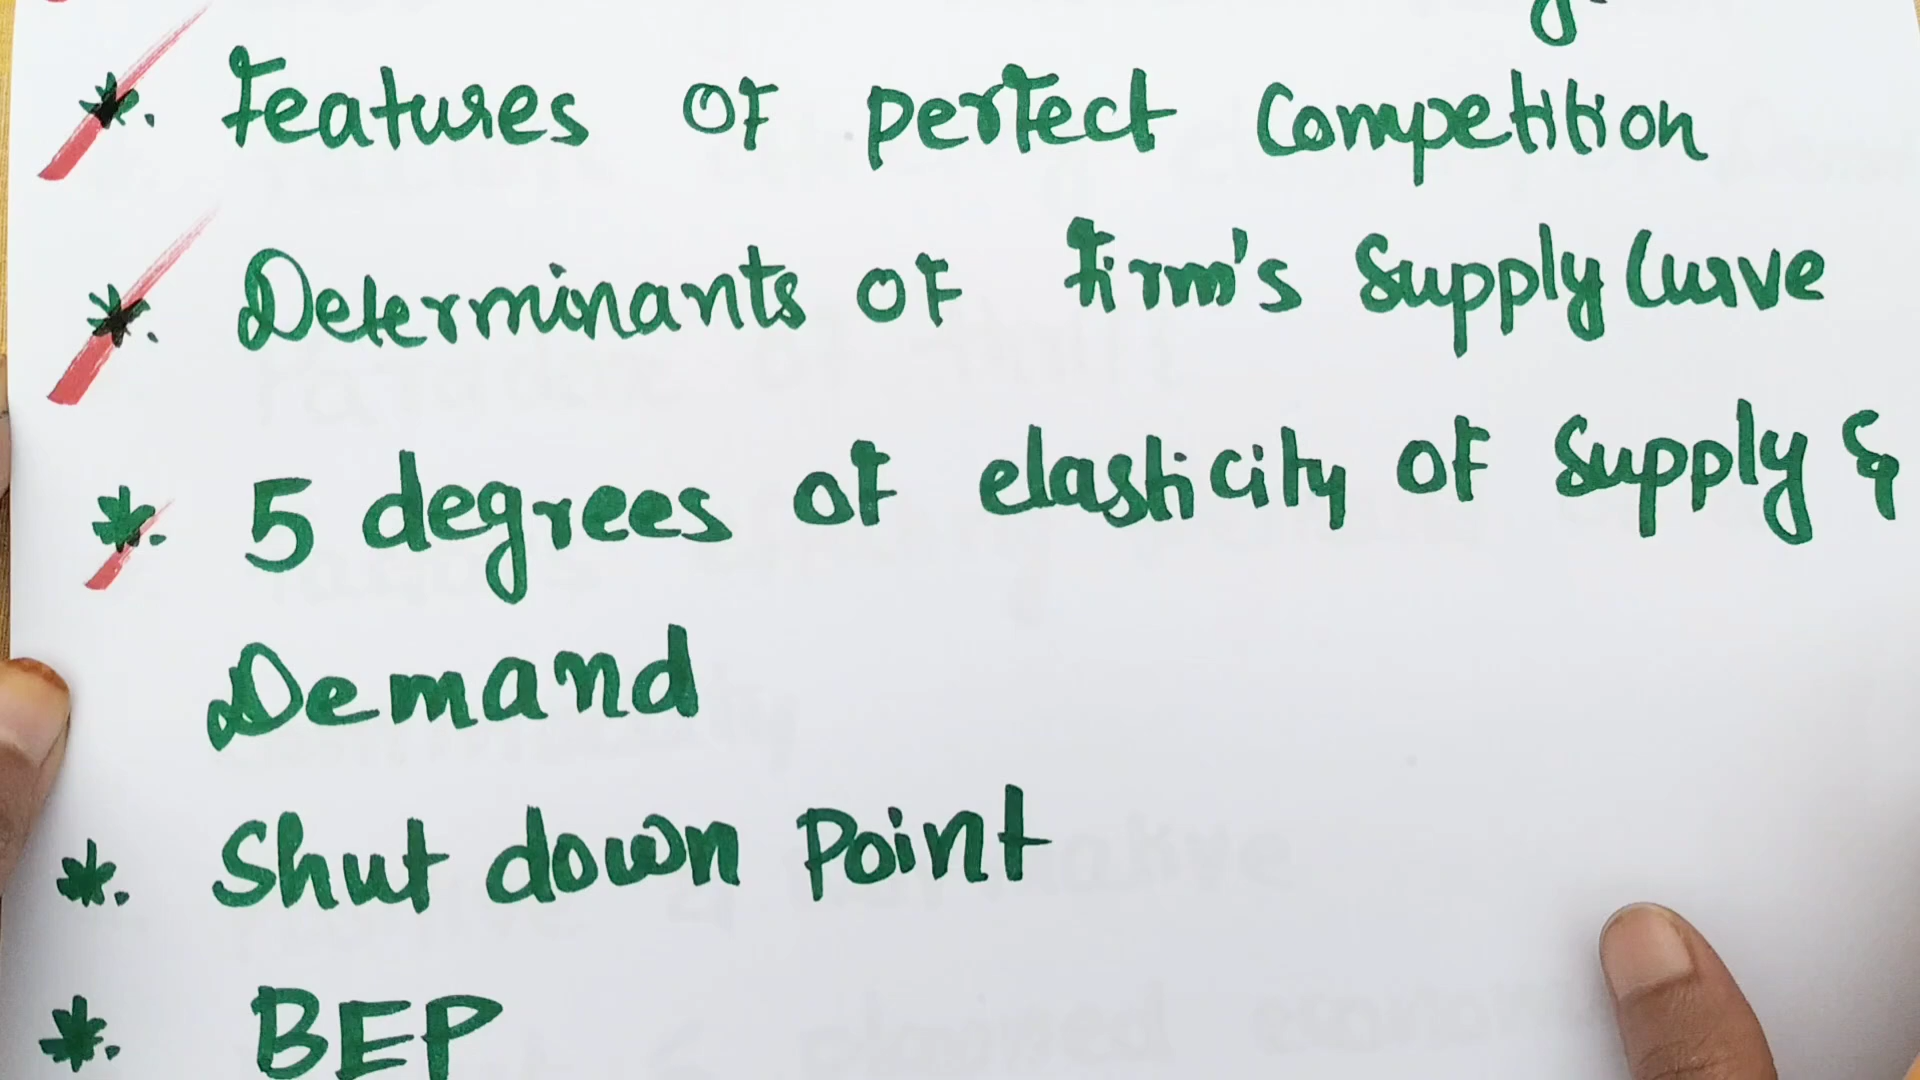 *. Features of perfect Competition
*. Determinants of firm's Supply Curve
*. 5 degrees of elasticity of Supply &
Demand
*. Shut down Point
*. BEP